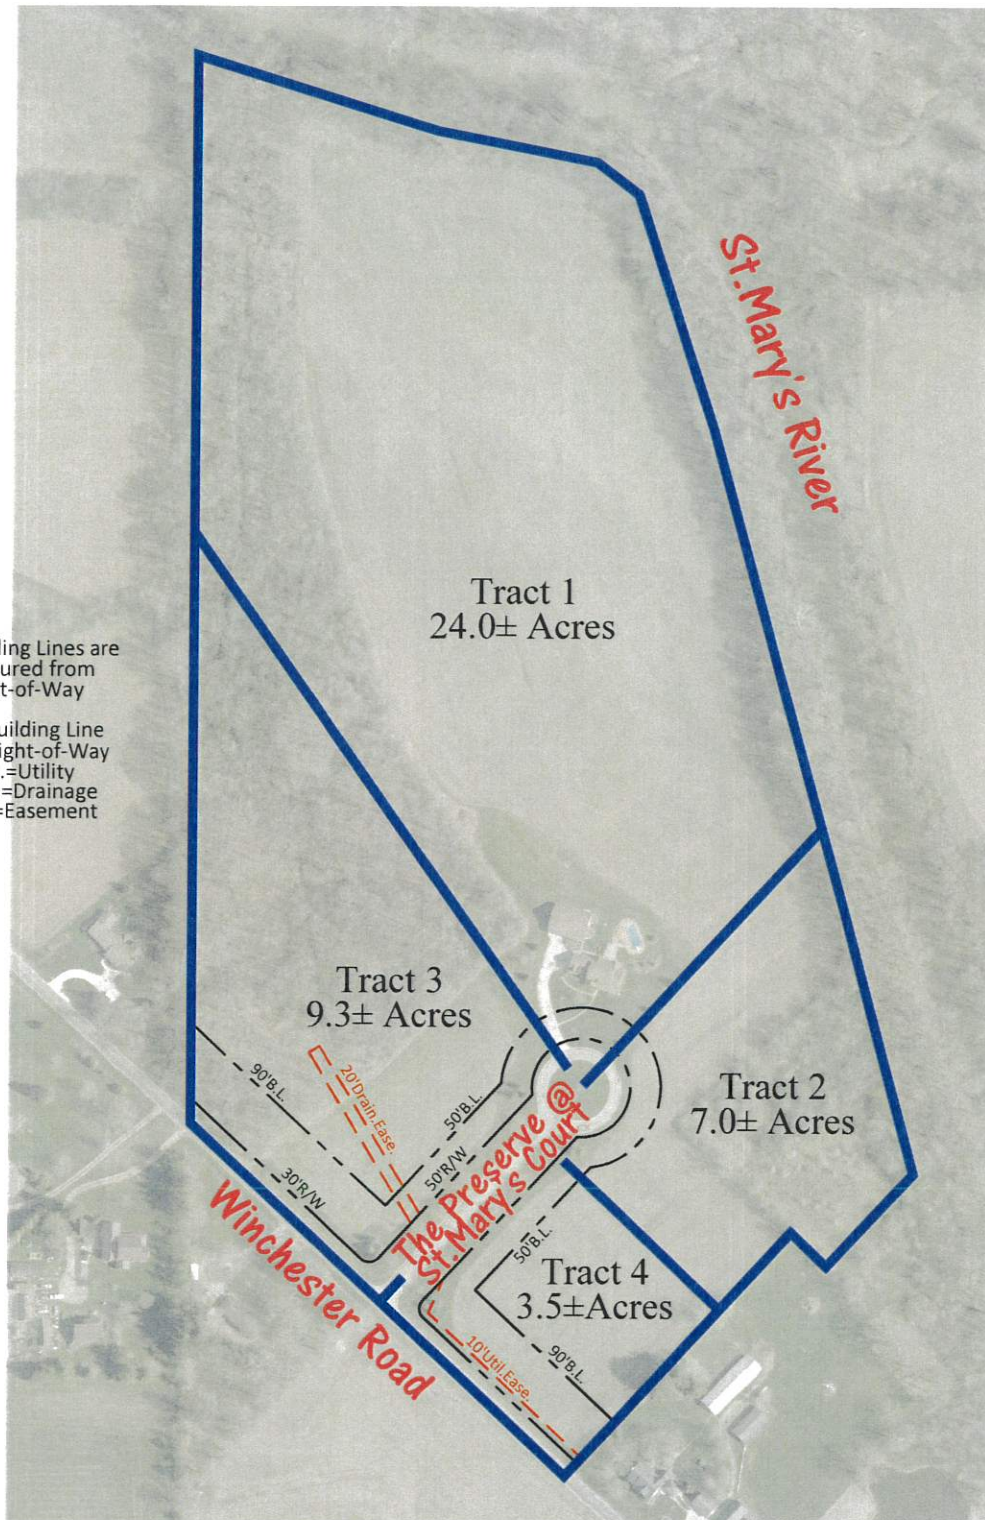 St.Mary's River
Tract 1
24.0± Acres
ling Lines are
ured from
t-of-Way
uilding Line
ight-of-Way
.=Utility
=Drainage
=Easement
Tract 3
9.3± Acres
90'B.L.
20'Drain.Ease.
50'B.L.
50'R/W
30'R/W
The Preserve @
St.Mary's Court
Tract 2
7.0± Acres
50'B.L.
Tract 4
3.5±Acres
90'B.L.
10'Util.Ease.
Winchester Road